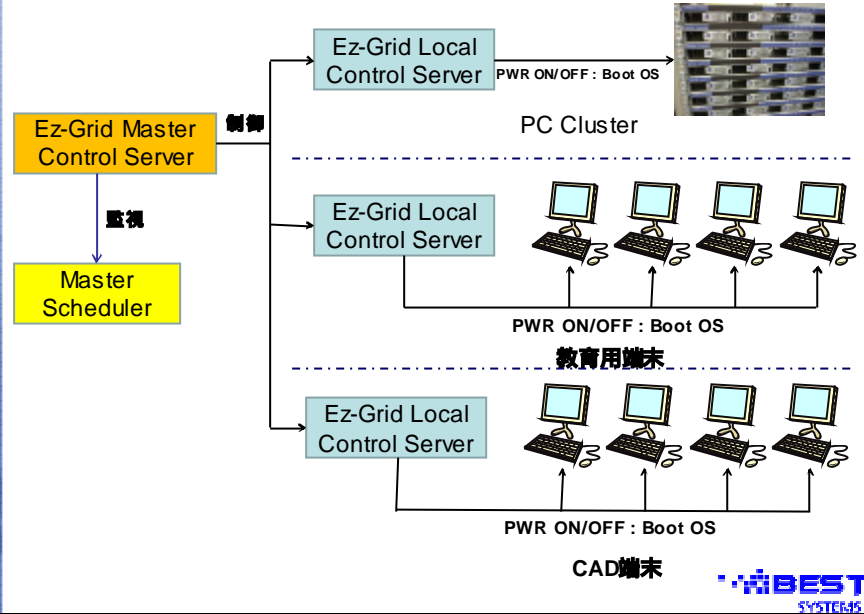 Ez-Grid Local
Control Server
PWR ON/OFF : Boot OS
PC Cluster
Ez-Grid Master
Control Server
制御
監視
Master
Scheduler
Ez-Grid Local
Control Server
PWR ON/OFF : Boot OS
教育用端末
Ez-Grid Local
Control Server
PWR ON/OFF : Boot OS
CAD端末
BEST
SYSTEMS